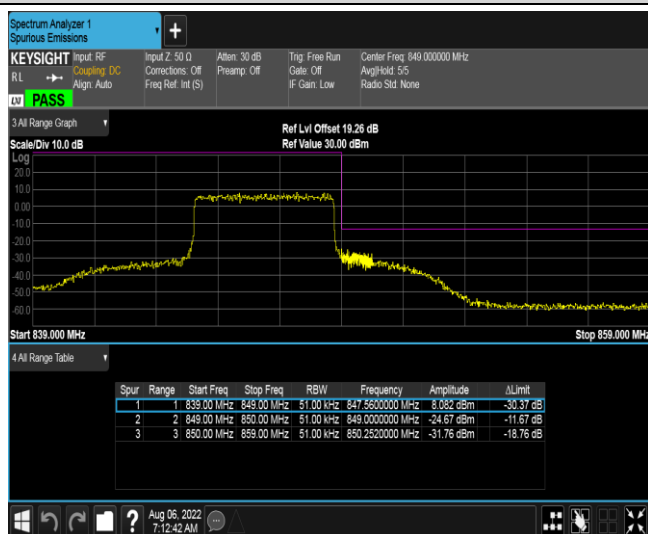 Spectrum Analyzer 1
Spurious Emissions
+
KEYSIGHT Input: RF Input Z: 50 Ω Atten: 30 dB Trig: Free Run Center Freq: 849.000000 MHz
Coupling: DC Corrections: Off Preamp: Off Gate: Off Avg|Hold: 5/5
RL Align: Auto Freq Ref: Int (S) IF Gain: Low Radio Std: None
LXI PASS
3 All Range Graph
Ref Lvl Offset 19.26 dB
Scale/Div 10.0 dB Ref Value 30.00 dBm
Log
20.0
10.0
0.00
-10.0
-20.0
-30.0
-40.0
-50.0
-60.0
Start 839.000 MHz Stop 859.000 MHz
4 All Range Table
Spur Range Start Freq Stop Freq RBW Frequency Amplitude ΔLimit
1 1 839.00 MHz 849.00 MHz 51.00 kHz 847.5600000 MHz 8.082 dBm -30.37 dB
2 2 849.00 MHz 850.00 MHz 51.00 kHz 849.0000000 MHz -24.67 dBm -11.67 dB
3 3 850.00 MHz 859.00 MHz 51.00 kHz 850.2520000 MHz -31.76 dBm -18.76 dB
? Aug 06, 2022
7:12:42 AM